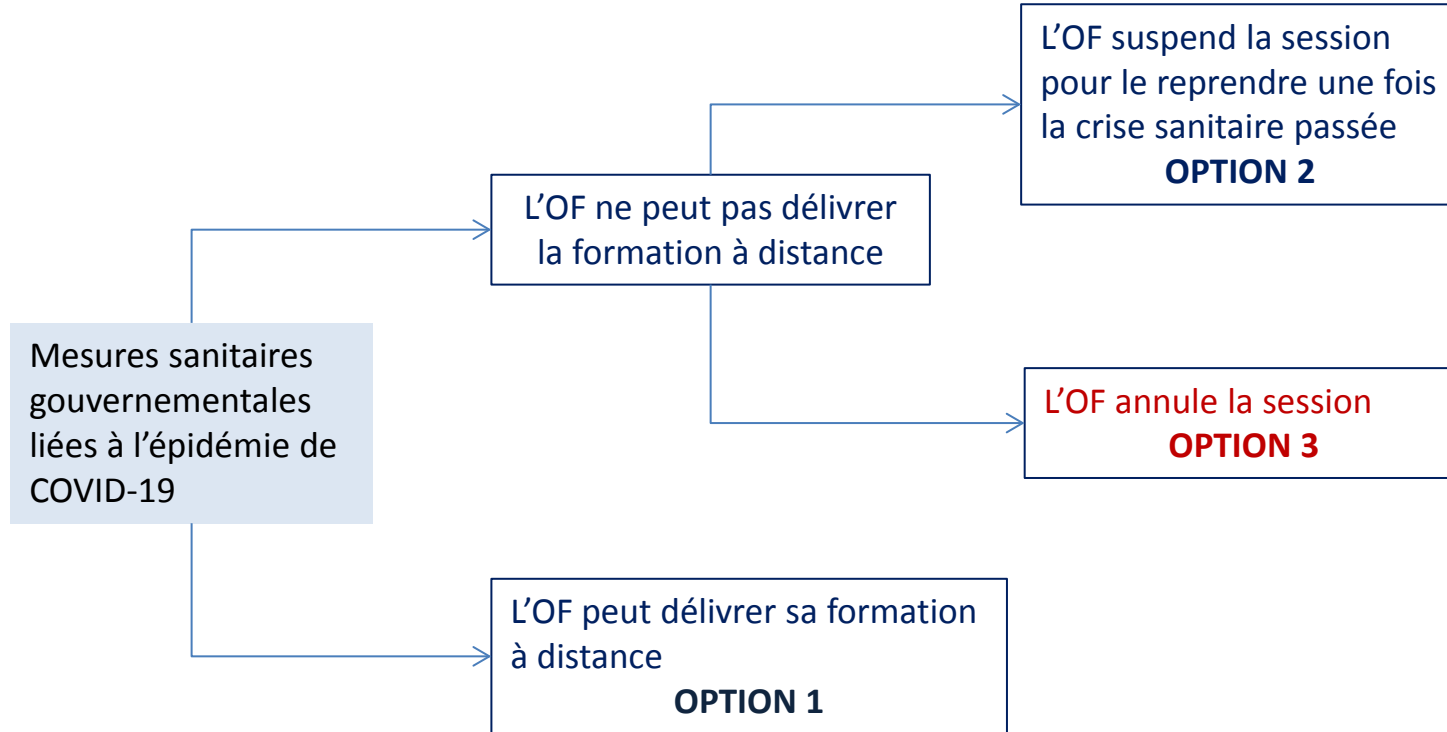 L’OF suspend la session
pour le reprendre une fois
la crise sanitaire passée
OPTION 2
L’OF ne peut pas délivrer
la formation à distance
Mesures sanitaires
gouvernementales
liées à l’épidémie de
COVID-19
L’OF annule la session
OPTION 3
L’OF peut délivrer sa formation
à distance
OPTION 1